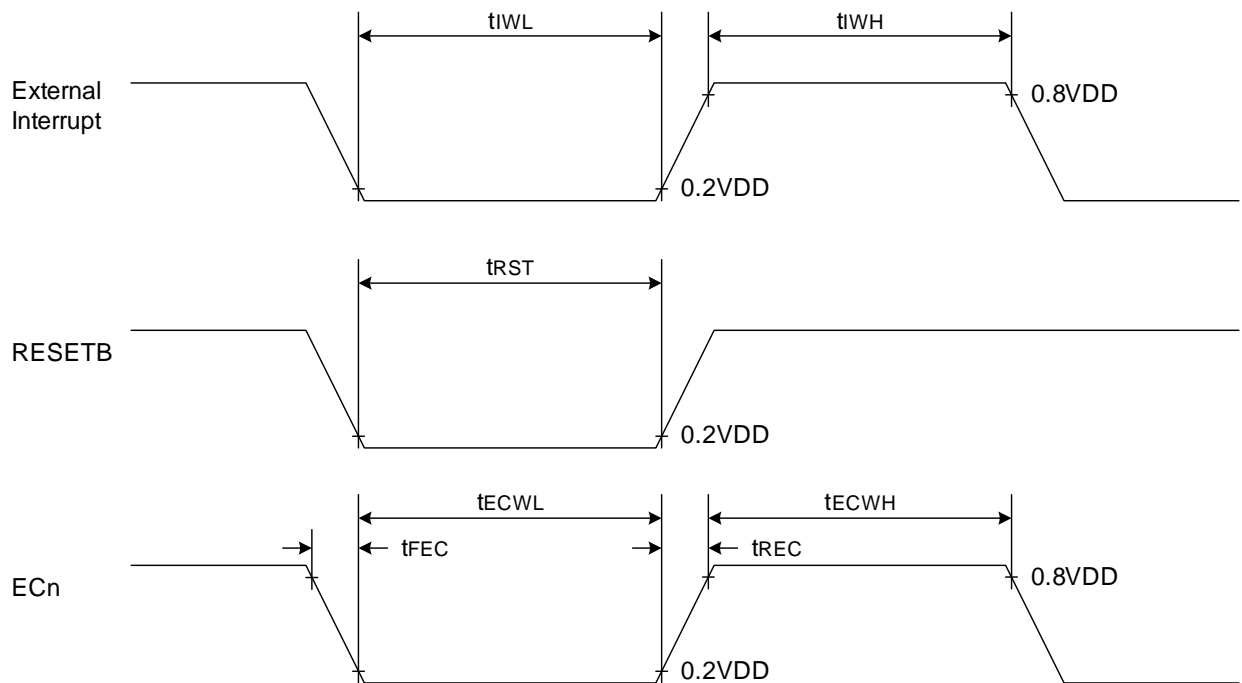 tIWL
tIWH
External
Interrupt
0.8VDD
0.2VDD
tRST
RESETB
0.2VDD
tECWL
tECWH
tFEC
tREC
ECn
0.8VDD
0.2VDD